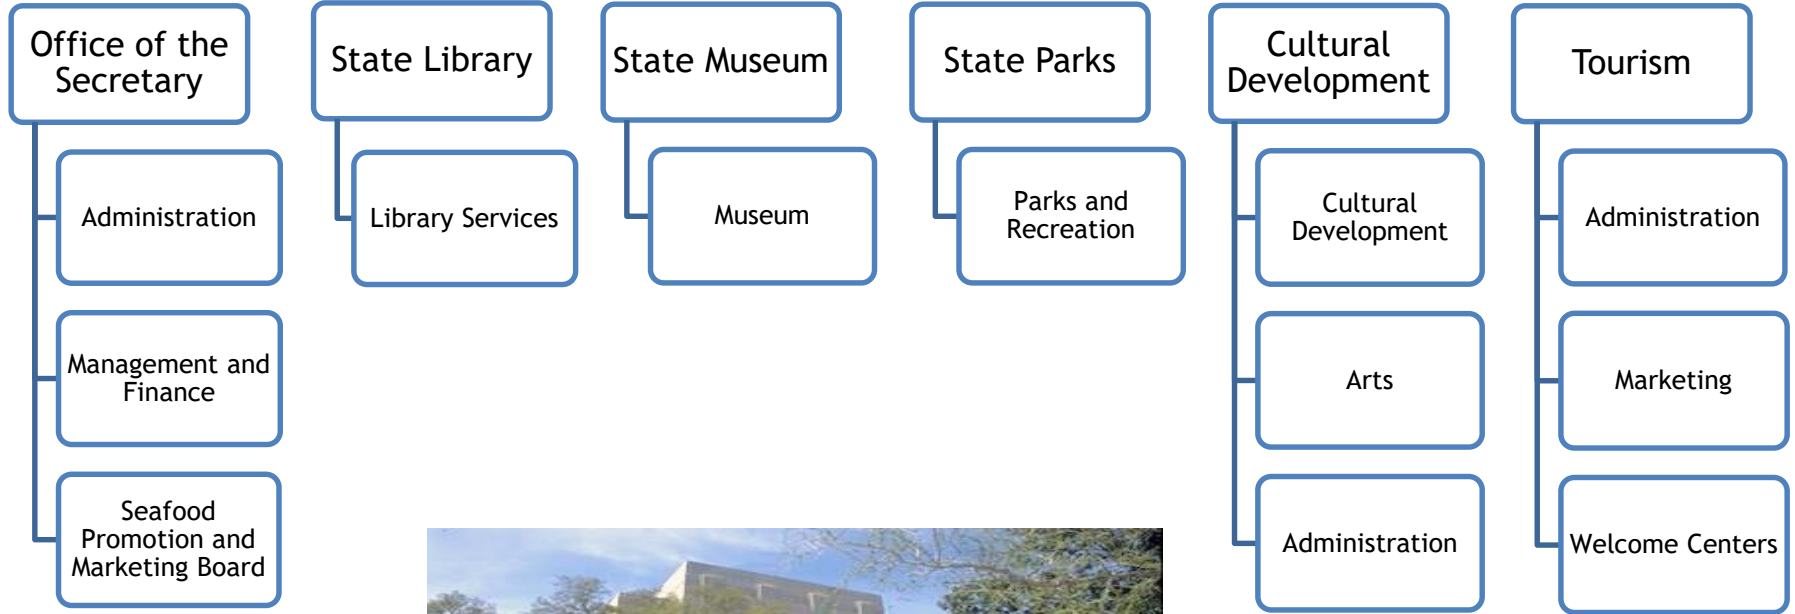 Office of the
Secretary
Administration
Management and
Finance
Seafood
Promotion and
Marketing Board
State Library
Library Services
State Museum
Museum
State Parks
Parks and
Recreation
Cultural
Development
Cultural
Development
Arts
Administration
Tourism
Administration
Marketing
Welcome Centers